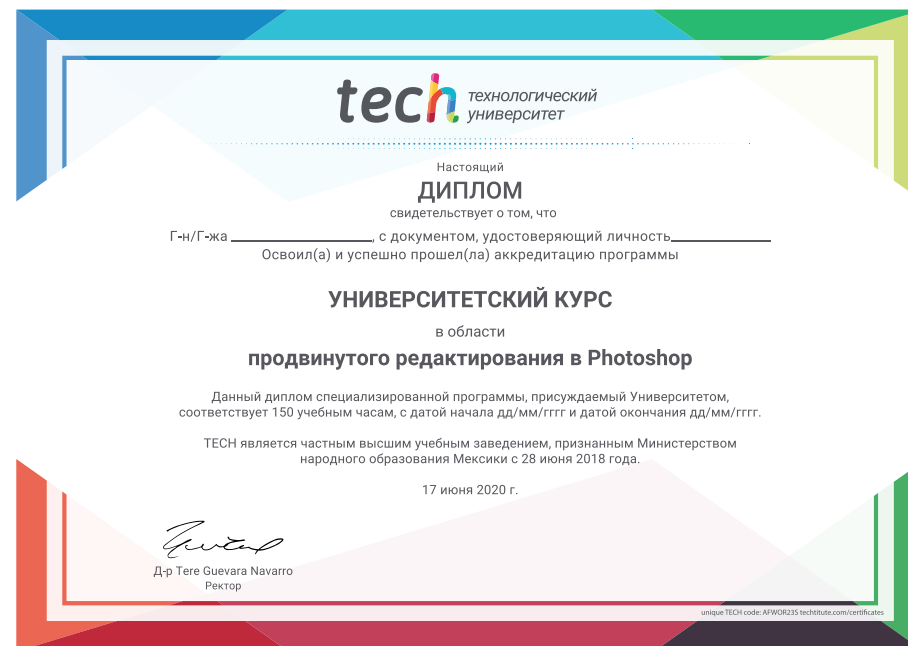 tech технологический
университет
Настоящий
ДИПЛОМ
свидетельствует о том, что
Г-н/Г-жа ____________________, с документом, удостоверяющий личность______________
Освоил(а) и успешно прошел(ла) аккредитацию программы
УНИВЕРСИТЕТСКИЙ КУРС
в области
продвинутого редактирования в Photoshop
Данный диплом специализированной программы, присуждаемый Университетом,
соответствует 150 учебным часам, с датой начала дд/мм/гггг и датой окончания дд/мм/гггг.
TECH является частным высшим учебным заведением, признанным Министерством
народного образования Мексики с 28 июня 2018 года.
17 июня 2020 г.
Д-р Tere Guevara Navarro
Ректор
unique TECH code: AFWOR23S techtitute.com/certificates